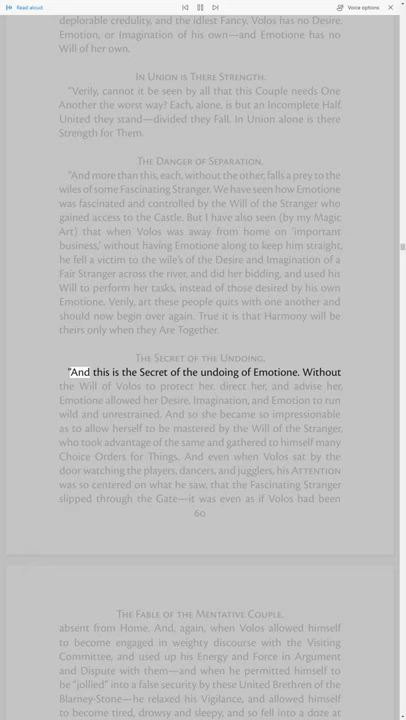 Read aloud
Voice options
deplorable credulity, and the idlest Fancy. Volos has no Desire,
Emotion, or Imagination of his own—and Emotione has no
Will of her own.
In Union is There Strength.
"Verily, cannot it be seen by all that this Couple needs One
Another the worst way? Each, alone, is but an Incomplete Half.
United they stand—divided they Fall. In Union alone is there
Strength for Them.
The Danger of Separation.
"And more than this, each, without the other, falls a prey to the
wiles of some Fascinating Stranger. We have seen how Emotione
was fascinated and controlled by the Will of the Stranger who
gained access to the Castle. But I have also seen (by my Magic
Art) that when Volos was away from home on 'important
business,' without having Emotione along to keep him straight,
he fell a victim to the wile's of the Desire and Imagination of a
Fair Stranger across the river, and did her bidding, and used his
Will to perform her tasks, instead of those desired by his own
Emotione. Verily, art these people quits with one another and
should now begin over again. True it is that Harmony will be
theirs only when they Are Together.
The Secret of the Undoing.
"And this is the Secret of the undoing of Emotione. Without
the Will of Volos to protect her, direct her, and advise her,
Emotione allowed her Desire, Imagination, and Emotion to run
wild and unrestrained. And so she became so impressionable
as to allow herself to be mastered by the Will of the Stranger,
who took advantage of the same and gathered to himself many
Choice Orders for Things. And even when Volos sat by the
door watching the players, dancers, and jugglers, his Attention
was so centered on what he saw, that the Fascinating Stranger
slipped through the Gate—it was even as if Volos had been
60
The Fable of the Mentative Couple.
absent from Home. And, again, when Volos allowed himself
to become engaged in weighty discourse with the Visiting
Committee, and used up his Energy and Force in Argument
and Dispute with them—and when he permitted himself to
be "jollied" into a false security by these United Brethren of the
Blarney-Stone—he relaxed his Vigilance, and allowed himself
to become tired, drowsy and sleepy, and so fell into a doze at